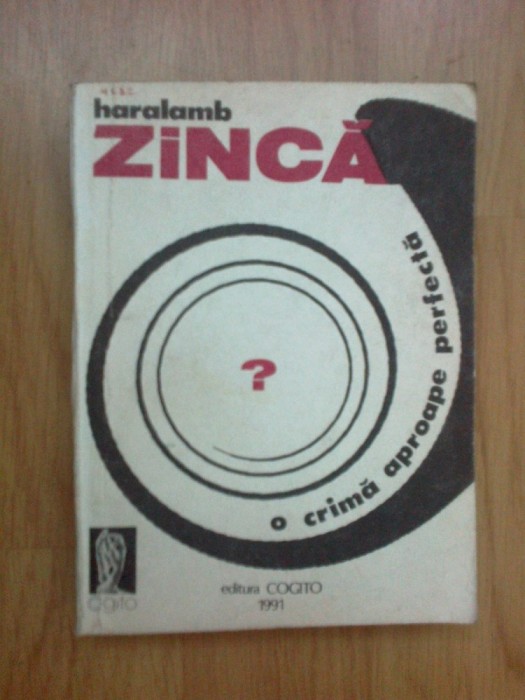 haralamb
ZiNCĂ
?
o crimă aproape perfectă
editura COGITO
1991
cogito